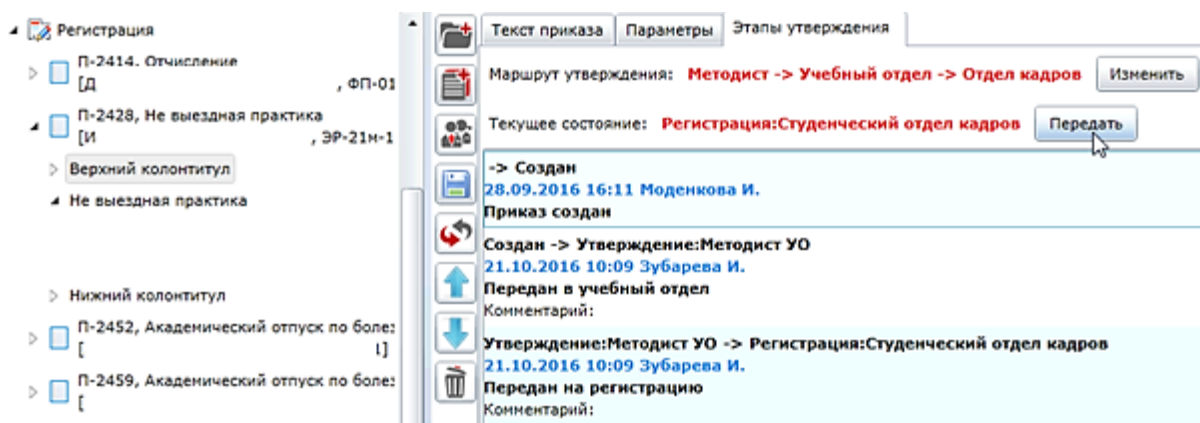 Регистрация
П-2414. Отчисление
[Д , ФП-01
П-2428, Не выездная практика
[И , ЭР-21м-1
Верхний колонтитул
Не выездная практика
Нижний колонтитул
П-2452, Академический отпуск по болез
[ 1]
П-2459, Академический отпуск по болез
[
Текст приказа Параметры Этапы утверждения
Маршрут утверждения: Методист -> Учебный отдел -> Отдел кадров Изменить
Текущее состояние: Регистрация:Студенческий отдел кадров Передать
-> Создан
28.09.2016 16:11 Моденкова И.
Приказ создан
Создан -> Утверждение:Методист УО
21.10.2016 10:09 Зубарева И.
Передан в учебный отдел
Комментарий:
Утверждение:Методист УО -> Регистрация:Студенческий отдел кадров
21.10.2016 10:09 Зубарева И.
Передан на регистрацию
Комментарий: